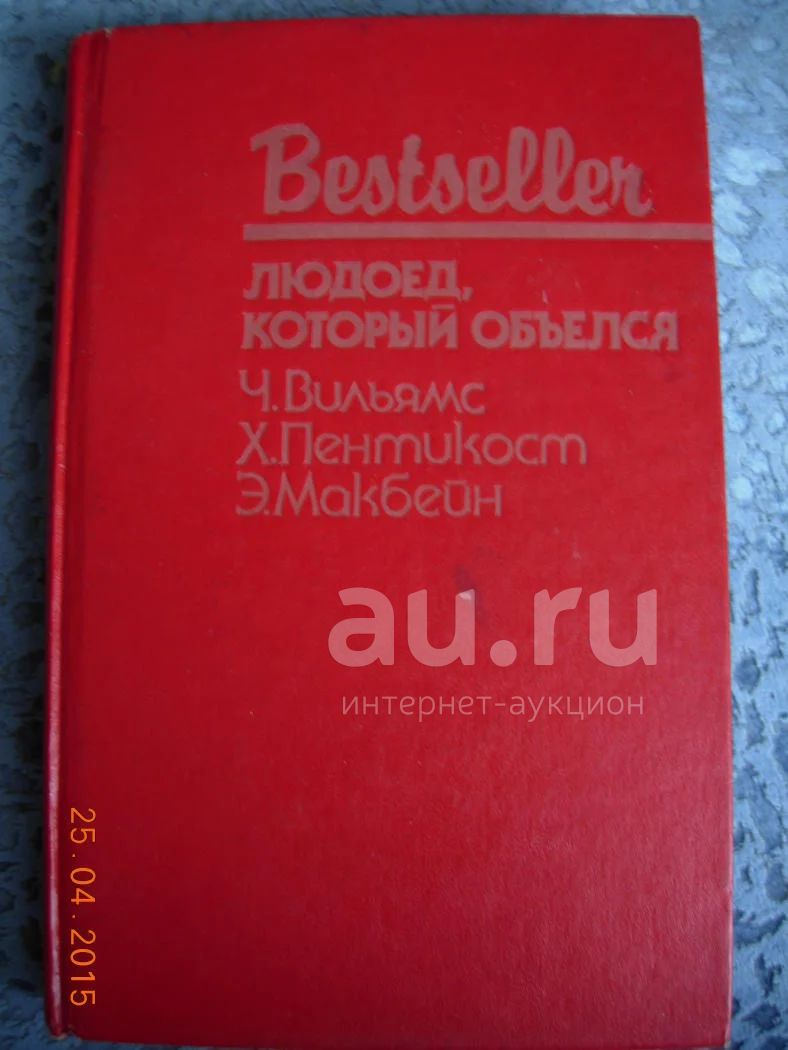 Bestseller
ЛЮДОЕД,
КОТОРЫЙ ОБЪЕЛСЯ
Ч.Вильямс
Х.Пентикост
Э.Макбейн
au.ru
интернет-аукцион
25.04.2015